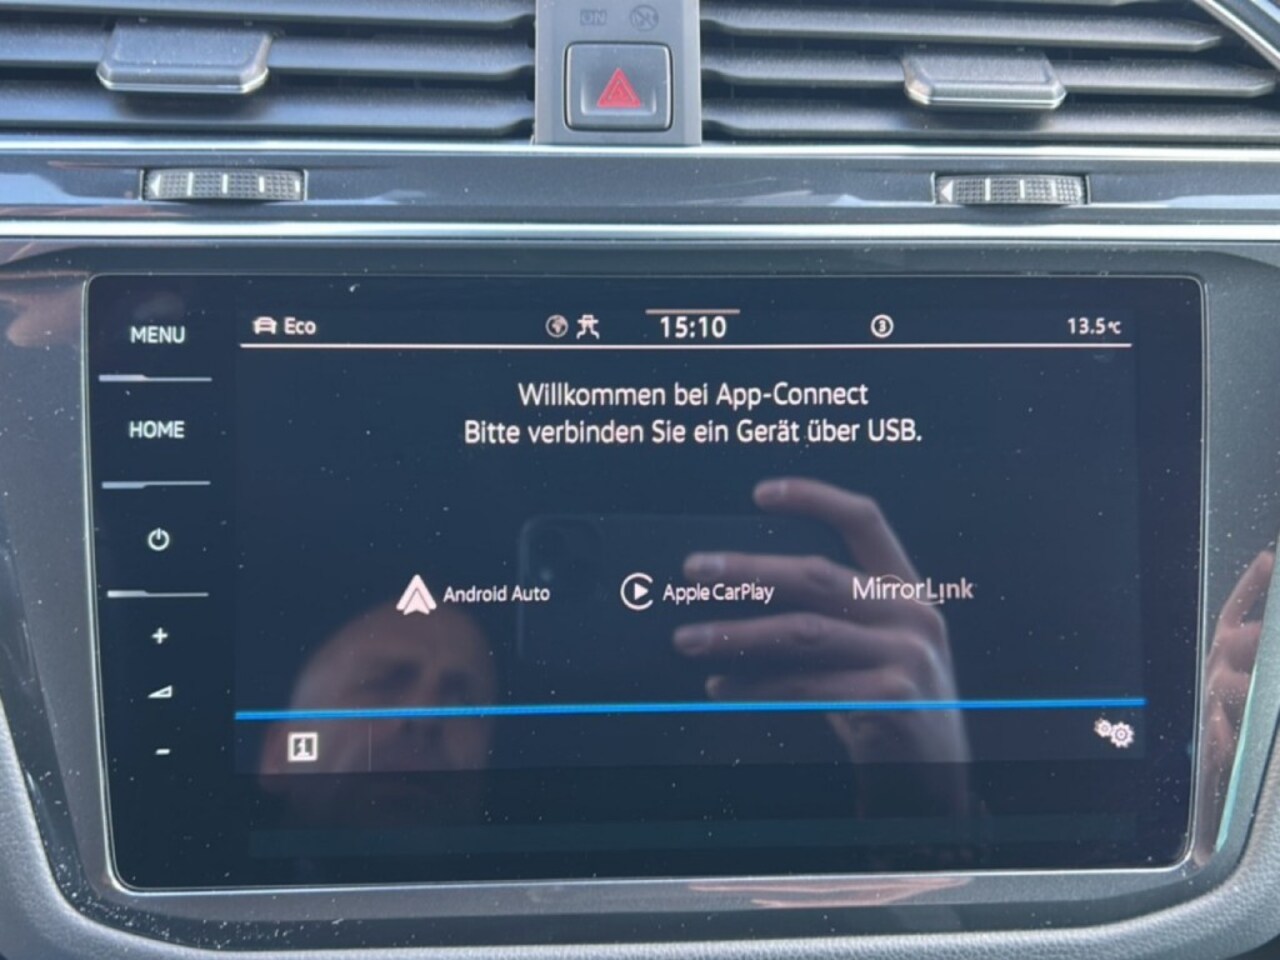 MENU
HOME
Eco
15:10
3
13.5°C
Willkommen bei App-Connect
Bitte verbinden Sie ein Gerät über USB.
Android Auto
Apple CarPlay
MirrorLink
+
-